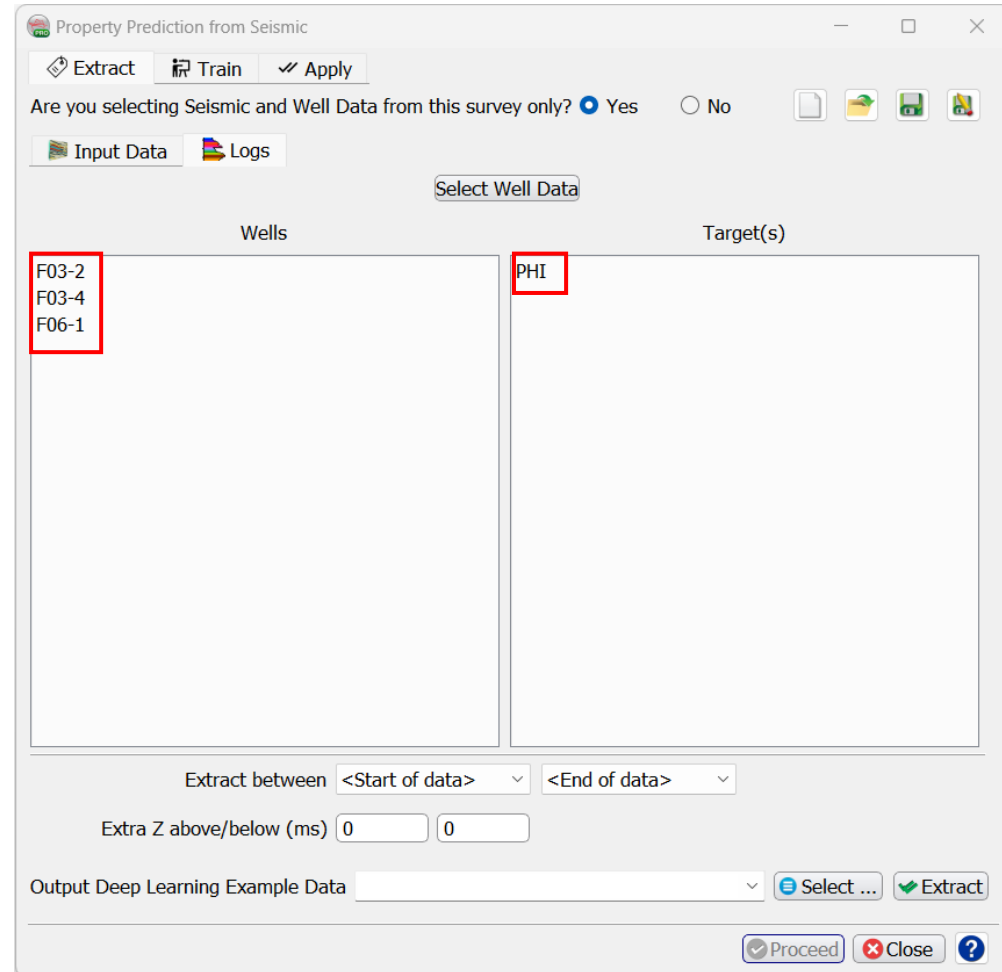 Property Prediction from Seismic
Extract Train Apply
Are you selecting Seismic and Well Data from this survey only? Yes No
Input Data Logs
Select Well Data
Wells Target(s)
F03-2 PHI
F03-4
F06-1
Extract between <Start of data> <End of data>
Extra Z above/below (ms) 0 0
Output Deep Learning Example Data Select ... Extract
Proceed Close ?